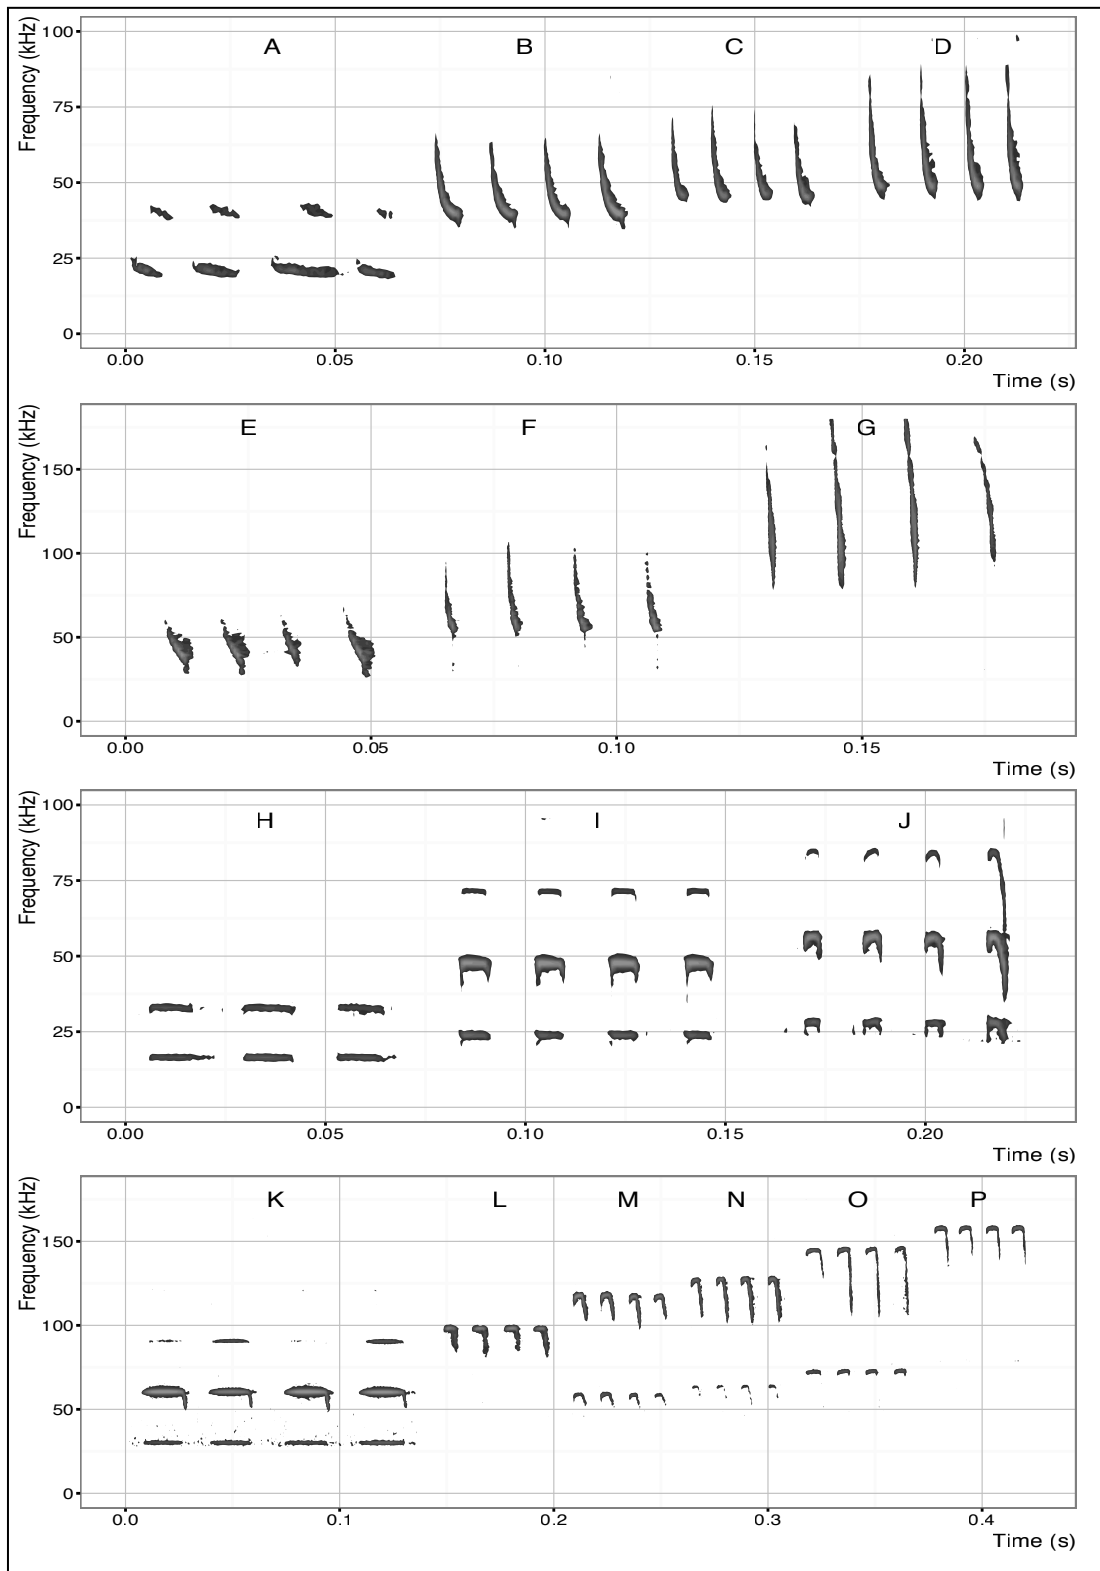 Frequency (kHz)
A B C D
100
75
50
25
0
0.00 0.05 0.10 0.15 0.20
Time (s)
Frequency (kHz)
E F G
150
100
50
0
0.00 0.05 0.10 0.15
Time (s)
Frequency (kHz)
H I J
100
75
50
25
0
0.00 0.05 0.10 0.15 0.20
Time (s)
Frequency (kHz)
K L M N O P
150
100
50
0
0.0 0.1 0.2 0.3 0.4
Time (s)